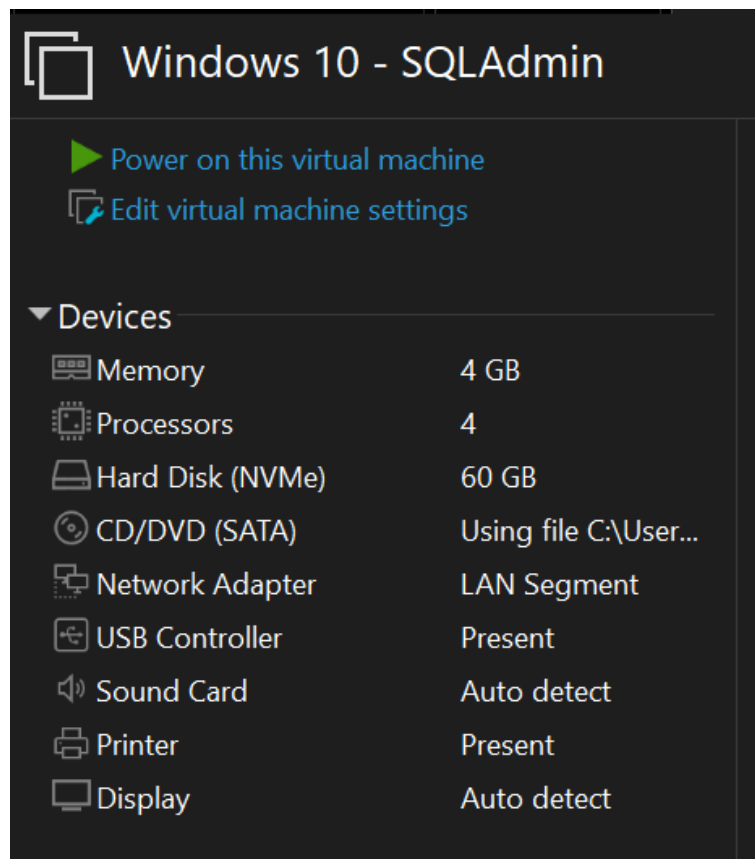 Windows 10 - SQLAdmin
Power on this virtual machine
Edit virtual machine settings
Devices
Memory 4 GB
Processors 4
Hard Disk (NVMe) 60 GB
CD/DVD (SATA) Using file C:\User...
Network Adapter LAN Segment
USB Controller Present
Sound Card Auto detect
Printer Present
Display Auto detect